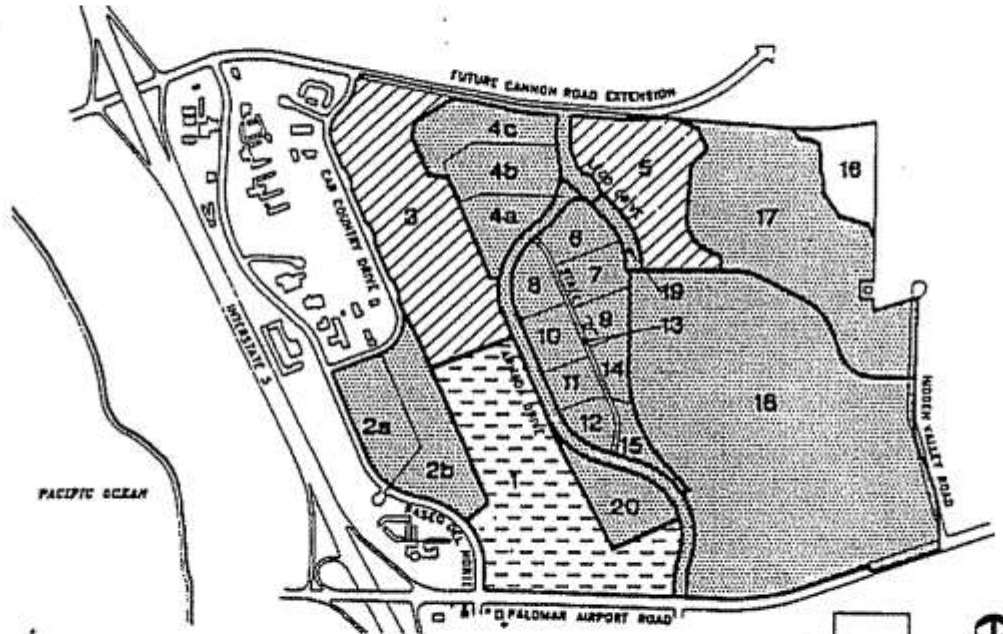 FUTURE CANNON ROAD EXTENSION
4c
4b
4a
3
5
16
17
CAR COUNTRY DRIVE
6
7
8
19
9
13
10
11
14
12
15
18
INTERSTATE 5
2a
2b
1
20
ARMADA DRIVE
PACIFIC OCEAN
PASEO DEL NORTE
HIDDEN VALLEY ROAD
PALOMAR AIRPORT ROAD